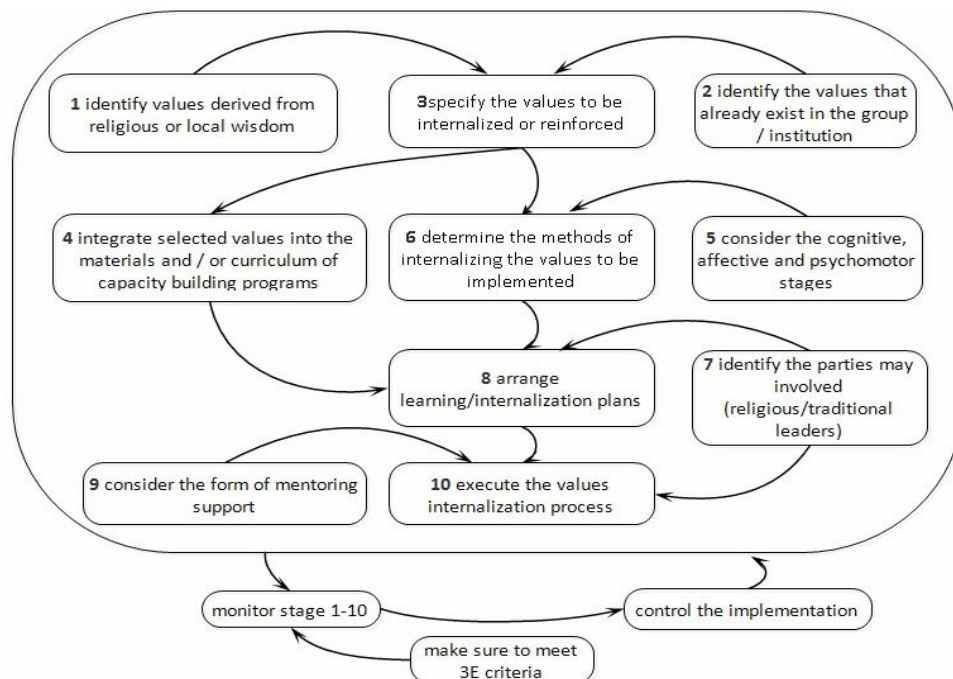 1 identify values derived from
religious or local wisdom
3specify the values to be
internalized or reinforced
2 identify the values that
already exist in the group
/ institution
4 integrate selected values into the
materials and / or curriculum of
capacity building programs
6 determine the methods of
internalizing the values to be
implemented
5 consider the cognitive,
affective and psychomotor
stages
8 arrange
learning/internalization plans
7 identify the parties may
involved
(religious/traditional
leaders)
9 consider the form of mentoring
support
10 execute the values
internalization process
monitor stage 1-10
control the implementation
make sure to meet
3E criteria